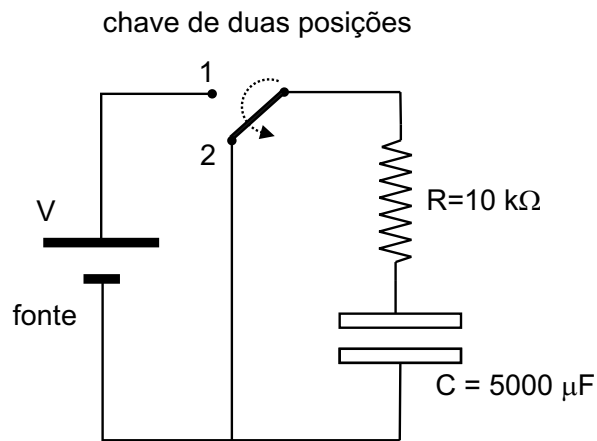 chave de duas posições
1
2
V
fonte
R=10 kΩ
C = 5000 μF